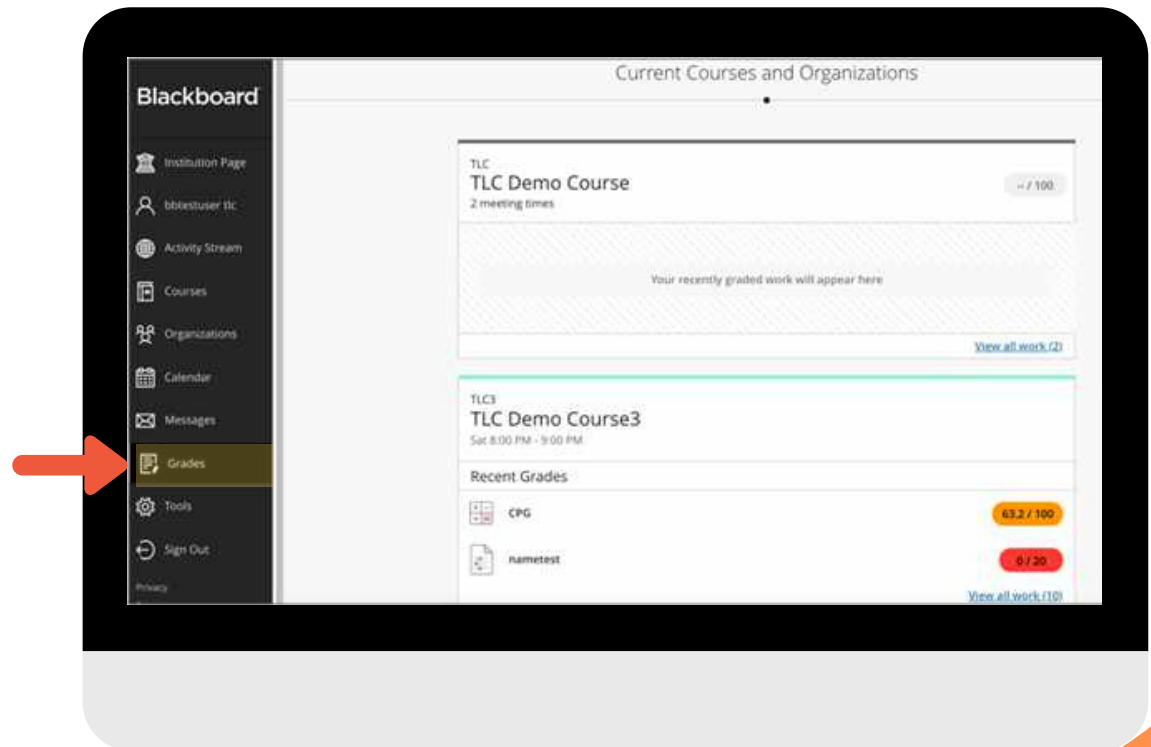 Blackboard
Institution Page
bbtestuser tlc
Activity Stream
Courses
Organizations
Calendar
Messages
Grades
Tools
Sign Out
Privacy
Current Courses and Organizations
TLC
TLC Demo Course
2 meeting times
-- / 100
Your recently graded work will appear here
View all work (2)
TLC3
TLC Demo Course3
Sat 8:00 PM - 9:00 PM
Recent Grades
CPG
63.2 / 100
nametest
0 / 20
View all work (10)